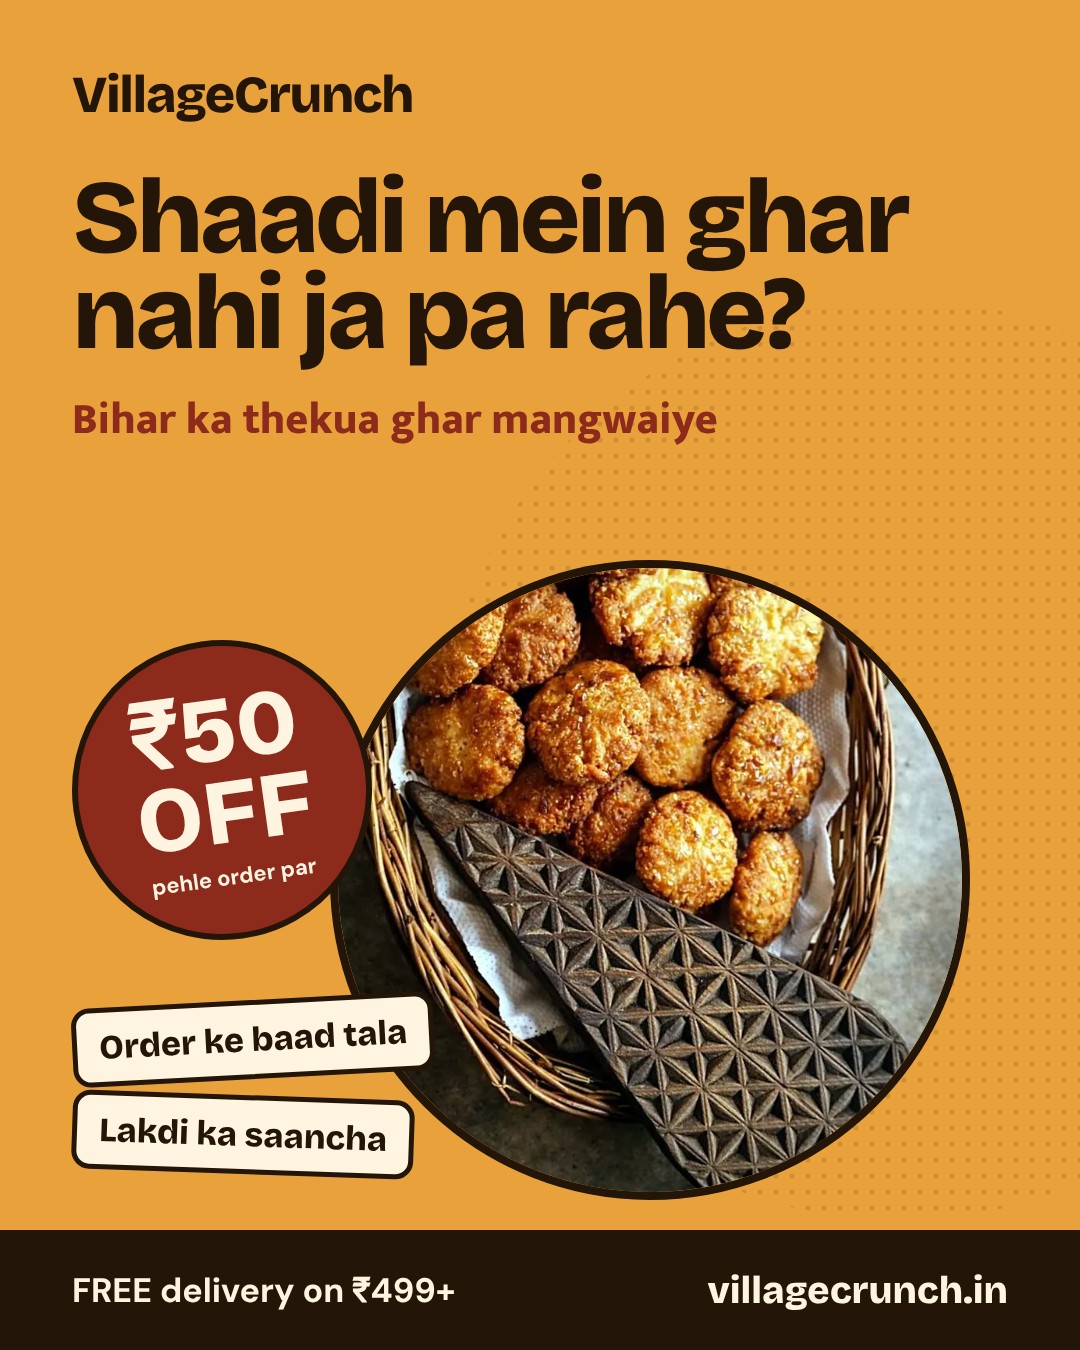 VillageCrunch
Shaadi mein ghar
nahi ja pa rahe?
Bihar ka thekua ghar mangwaiye
₹50
OFF
pehle order par
Order ke baad tala
Lakdi ka saancha
FREE delivery on ₹499+
villagecrunch.in